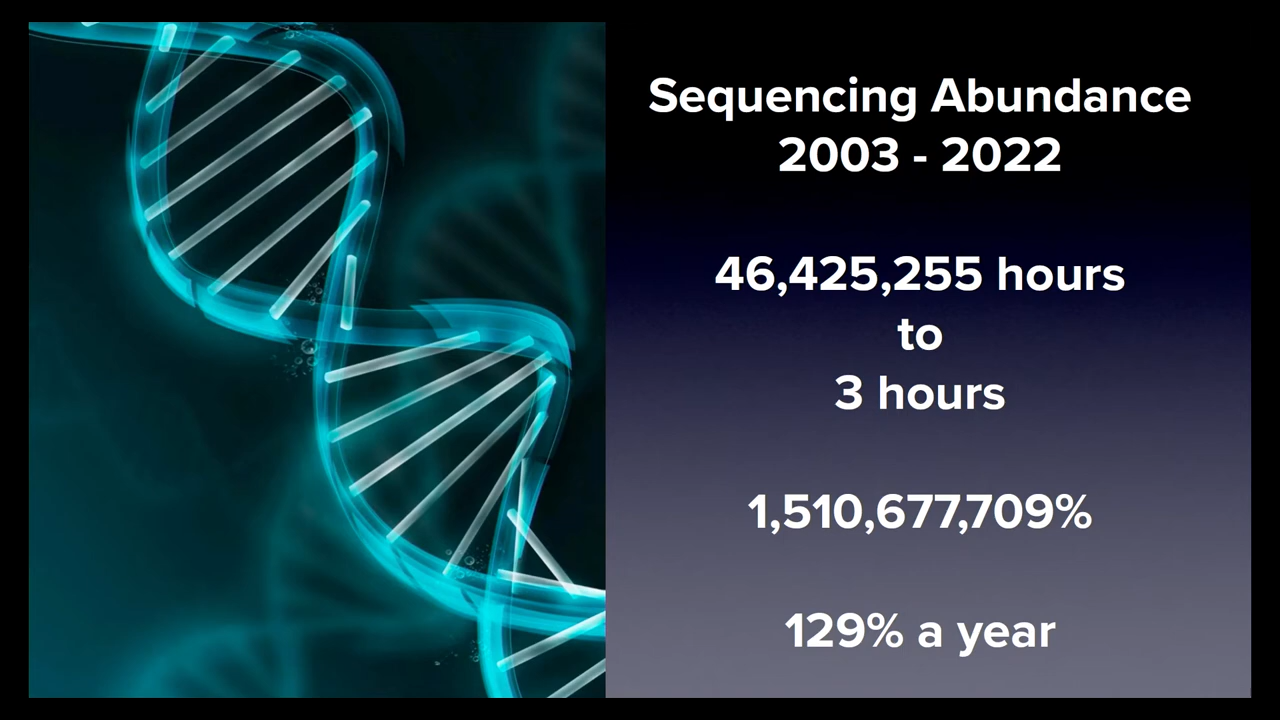 Sequencing Abundance
2003 - 2022
46,425,255 hours
to
3 hours
1,510,677,709%
129% a year